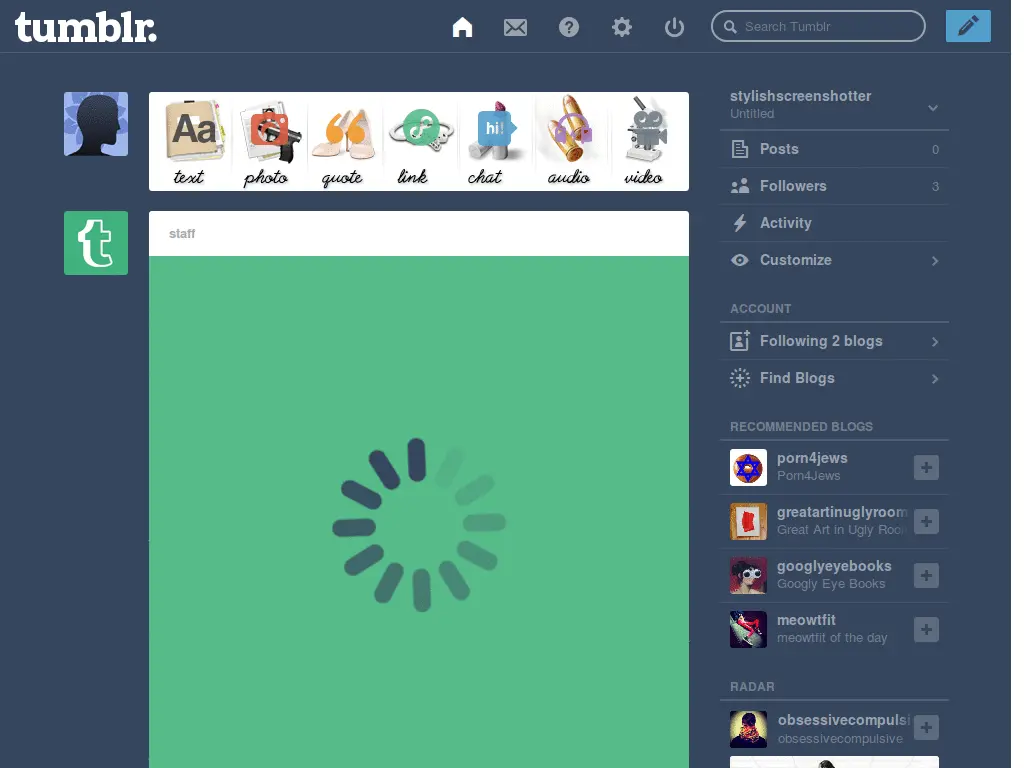 tumblr.
Search Tumblr
stylishscreenshotter
Untitled
Aa
hi!
text photo quote link chat audio video
Posts 0
Followers 3
Activity
Customize
staff
ACCOUNT
Following 2 blogs
Find Blogs
RECOMMENDED BLOGS
porn4jews
Porn4Jews
greatartinuglyroom
Great Art in Ugly Roo
googlyeyebooks
Googly Eye Books
meowtfit
meowtfit of the day
RADAR
obsessivecompuls
obsessivecompulsive